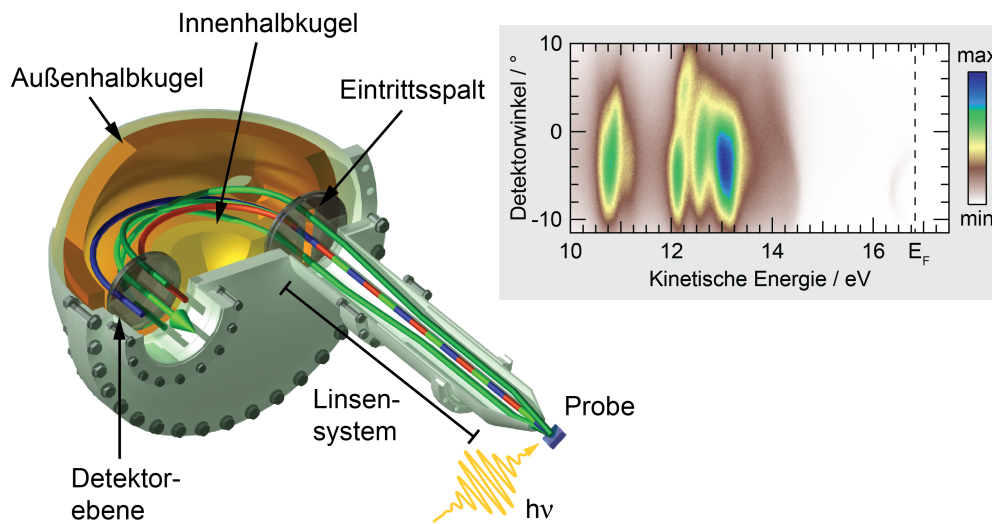 Innenhalbkugel
Außenhalbkugel
Eintrittsspalt
Linsen-
system
Probe
Detektor-
ebene
hν
10
0
-10
Detektorwinkel / °
10
12
14
16
E_F
Kinetische Energie / eV
max
min